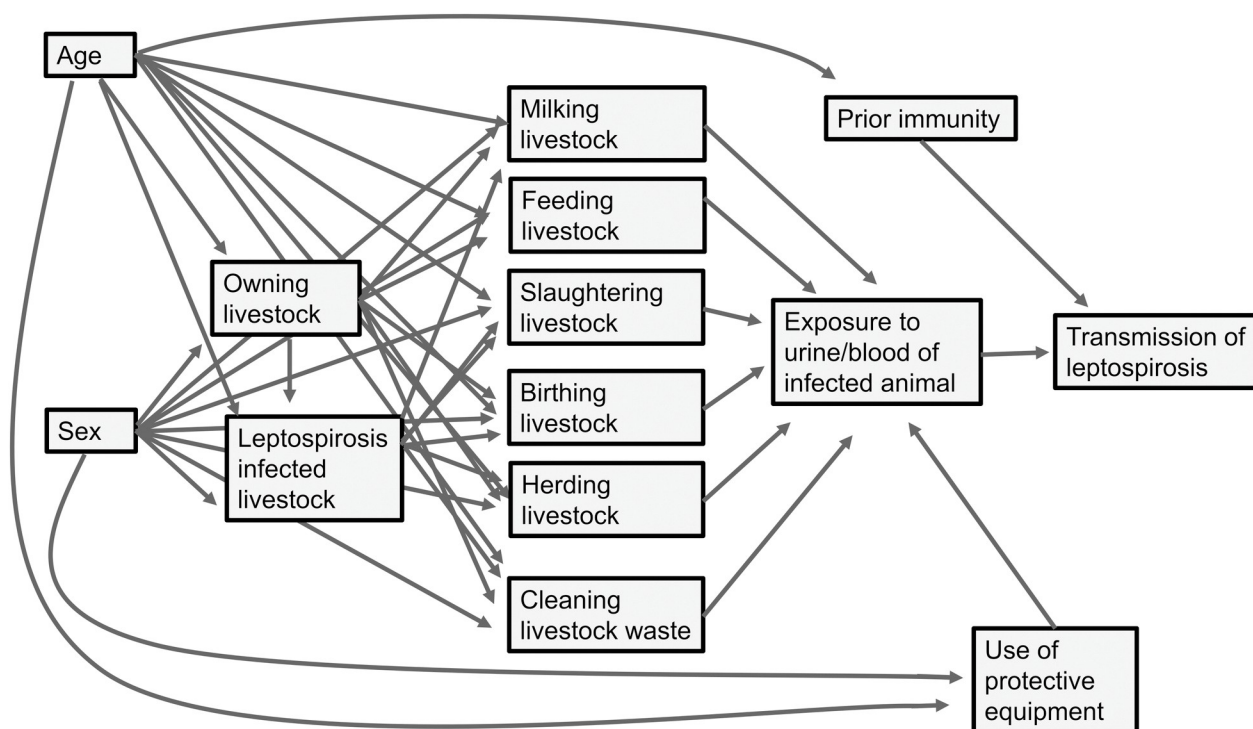 Age
Milking
livestock
Prior immunity
Feeding
livestock
Owning
livestock
Slaughtering
livestock
Exposure to
urine/blood of
infected animal
Transmission of
leptospirosis
Birthing
livestock
Sex
Leptospirosis
infected
livestock
Herding
livestock
Cleaning
livestock waste
Use of
protective
equipment